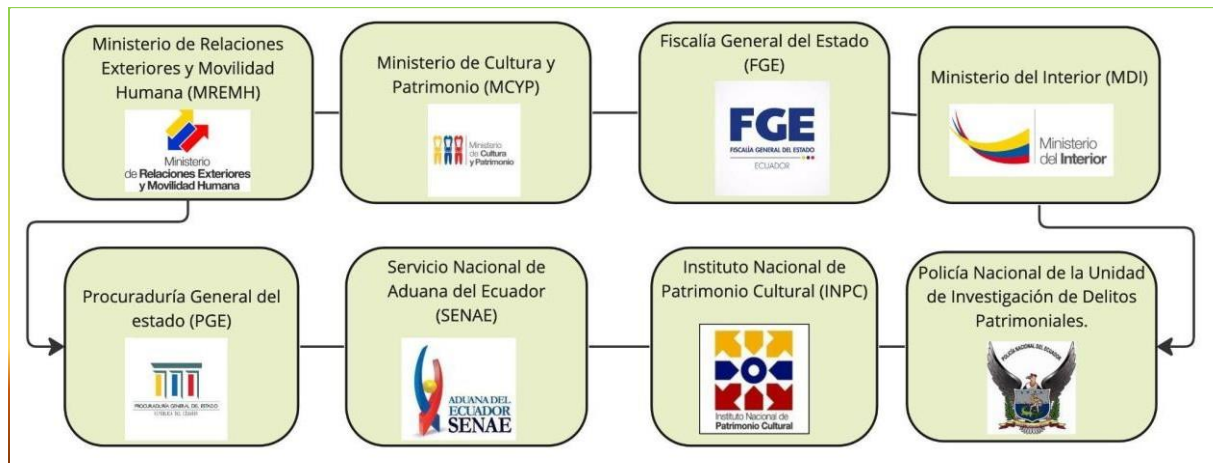 Ministerio de Relaciones
Exteriores y Movilidad
Humana (MREMH)
Ministerio
de Relaciones Exteriores
y Movilidad Humana
Ministerio de Cultura y
Patrimonio (MCYP)
Ministerio
de Cultura
y Patrimonio
Fiscalía General del Estado
(FGE)
FGE
FISCALÍA GENERAL DEL ESTADO
ECUADOR
Ministerio del Interior (MDI)
Ministerio
del Interior
Procuraduría General del
estado (PGE)
PROCURADURÍA GENERAL DEL ESTADO
REPÚBLICA DEL ECUADOR
Servicio Nacional de
Aduana del Ecuador
(SENAE)
ADUANA DEL
ECUADOR
SENAE
Instituto Nacional de
Patrimonio Cultural (INPC)
Instituto Nacional de
Patrimonio Cultural
Policía Nacional de la Unidad
de Investigación de Delitos
Patrimoniales.
POLICÍA NACIONAL DEL ECUADOR